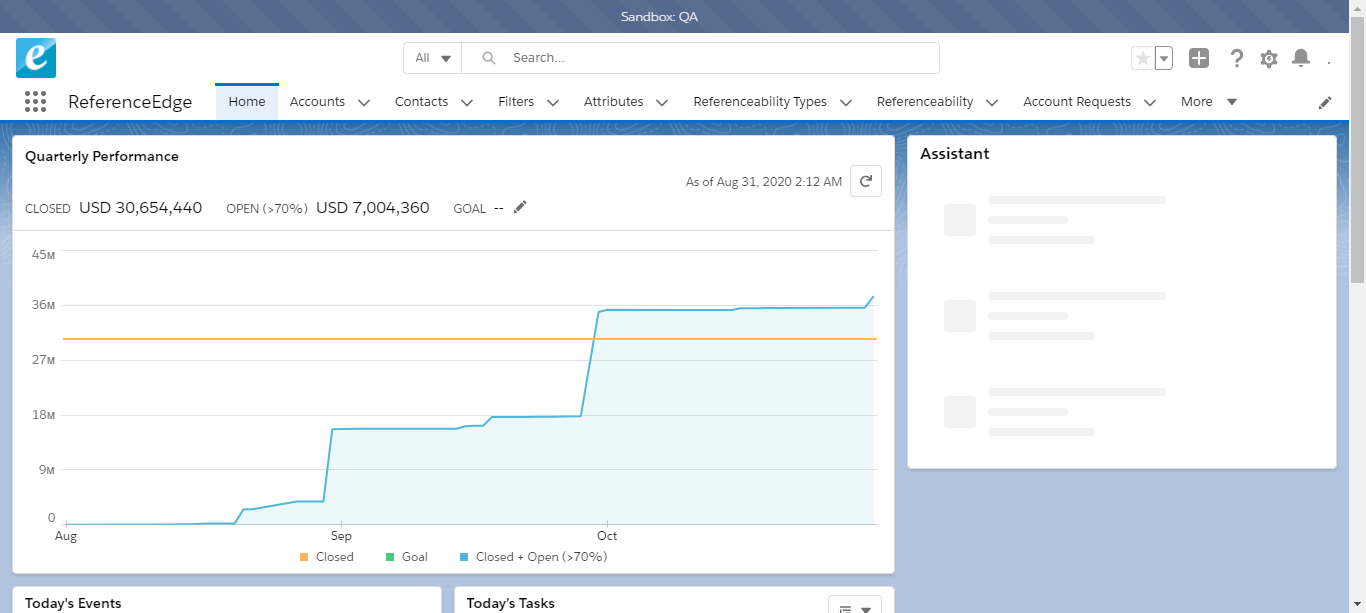 Sandbox: QA
e
All Search... .
ReferenceEdge Home Accounts Contacts Filters Attributes Referenceability Types Referenceability Account Requests More
Quarterly Performance
As of Aug 31, 2020 2:12 AM
CLOSED USD 30,654,440 OPEN (>70%) USD 7,004,360 GOAL --
45M
36M
27M
18M
9M
0
Aug Sep Oct
Closed Goal Closed + Open (>70%)
Assistant
Today's Events
Today's Tasks